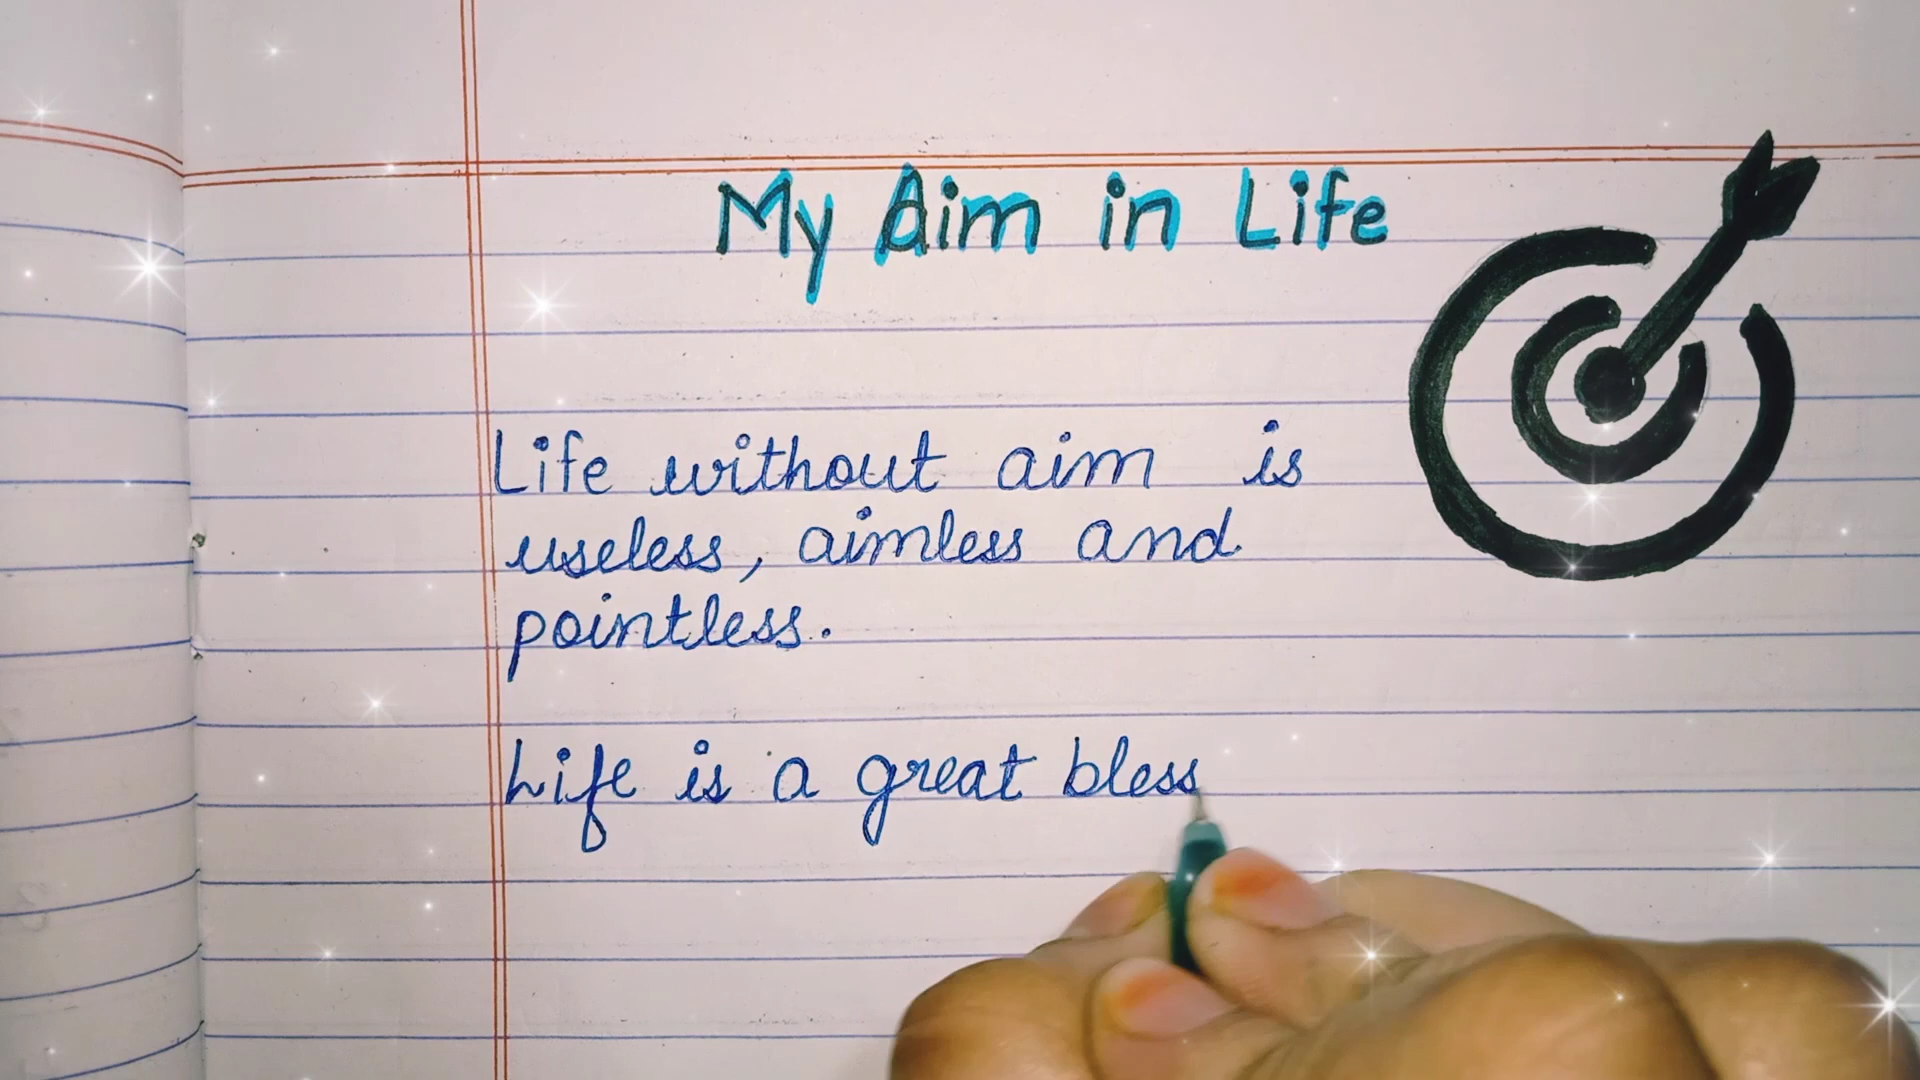 My Aim in Life
Life without aim is
useless, aimless and
pointless.
Life is a great bless